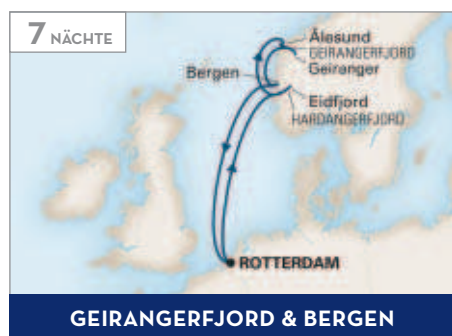 7 NÄCHTE
Ålesund
GEIRANGERFJORD
Geiranger
Bergen
Eidfjord
HARDANGERFJORD
ROTTERDAM
GEIRANGERFJORD & BERGEN